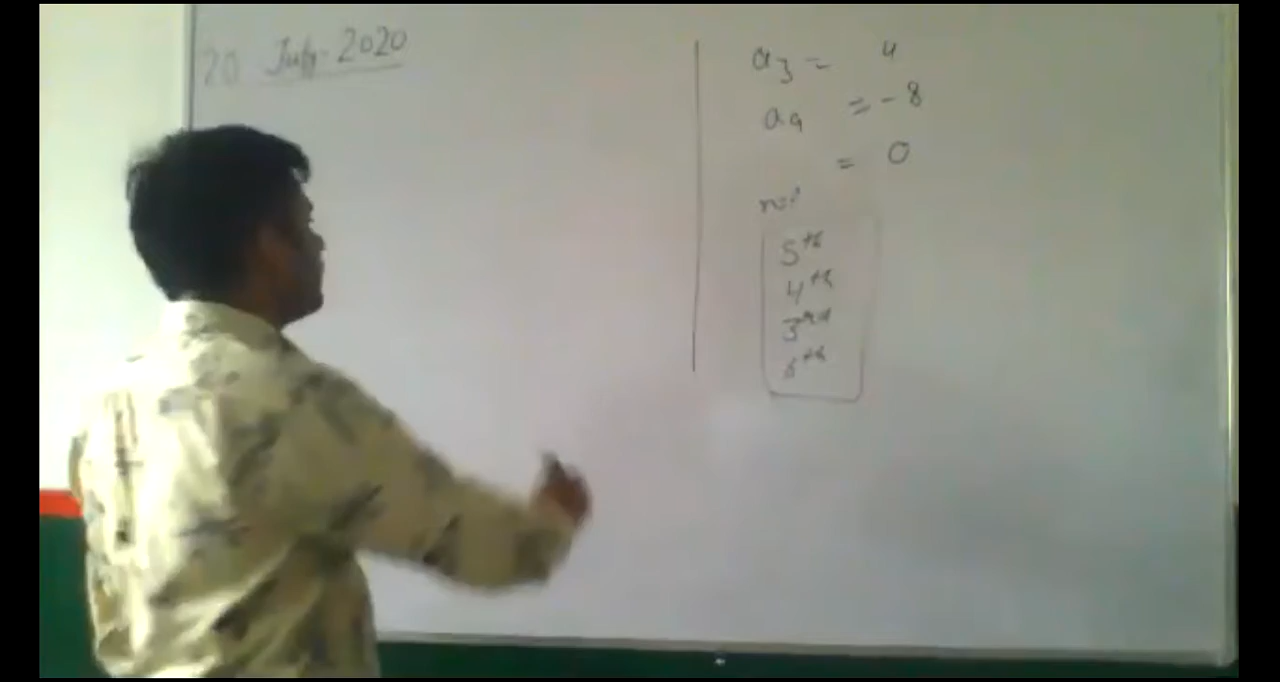 20 July-2020
a3 = 4
a9 = -8
= 0
n=?
5th
4th
3rd
6th